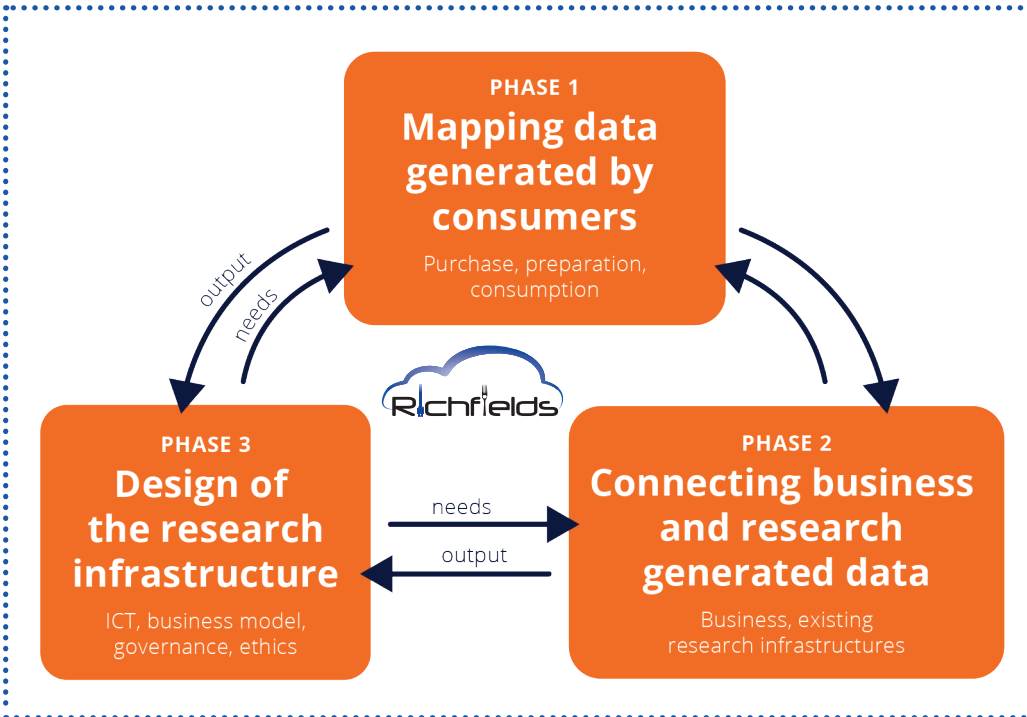 PHASE 1
Mapping data
generated by
consumers
Purchase, preparation,
consumption
output
needs
Richfields
PHASE 3
Design of
the research
infrastructure
ICT, business model,
governance, ethics
needs
output
PHASE 2
Connecting business
and research
generated data
Business, existing
research infrastructures